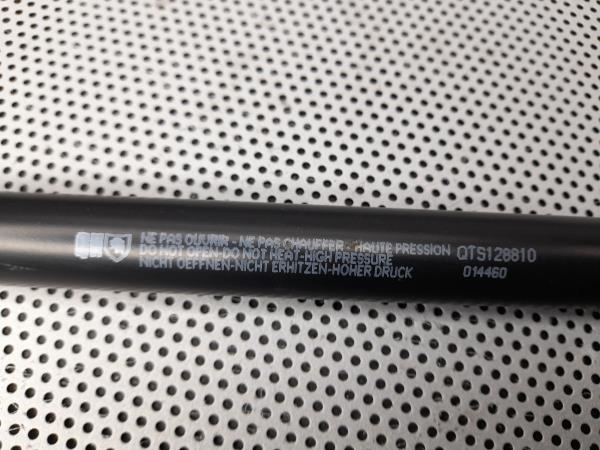 NE PAS OUVRIR - NE PAS CHAUFFER - HAUTE PRESSION QTS128810
DO NOT OPEN-DO NOT HEAT-HIGH PRESSURE
NICHT OEFFNEN-NICHT ERHITZEN-HOHER DRUCK 014460